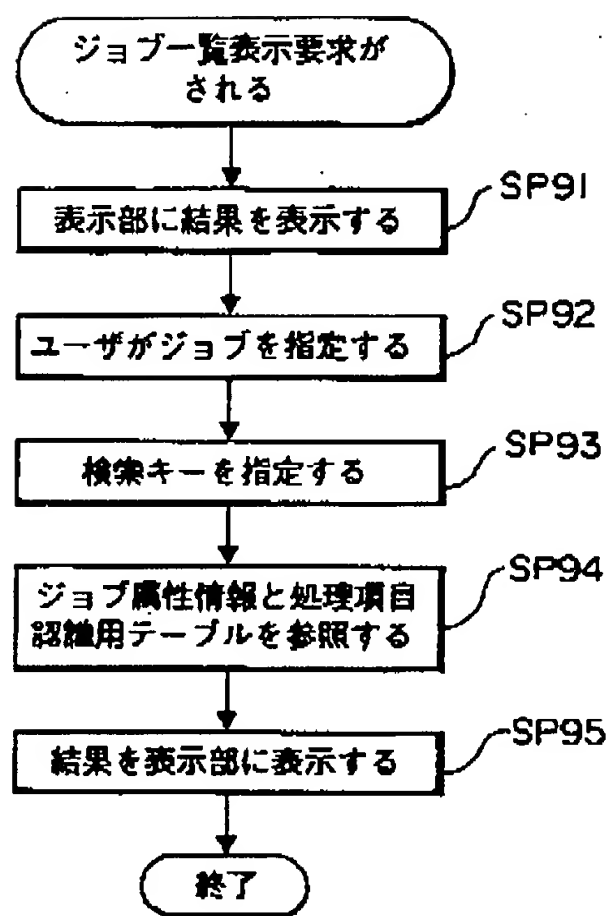 ジョブ一覧表示要求が
される
表示部に結果を表示する
SP91
ユーザがジョブを指定する
SP92
検索キーを指定する
SP93
ジョブ属性情報と処理項目
認識用テーブルを参照する
SP94
結果を表示部に表示する
SP95
終了